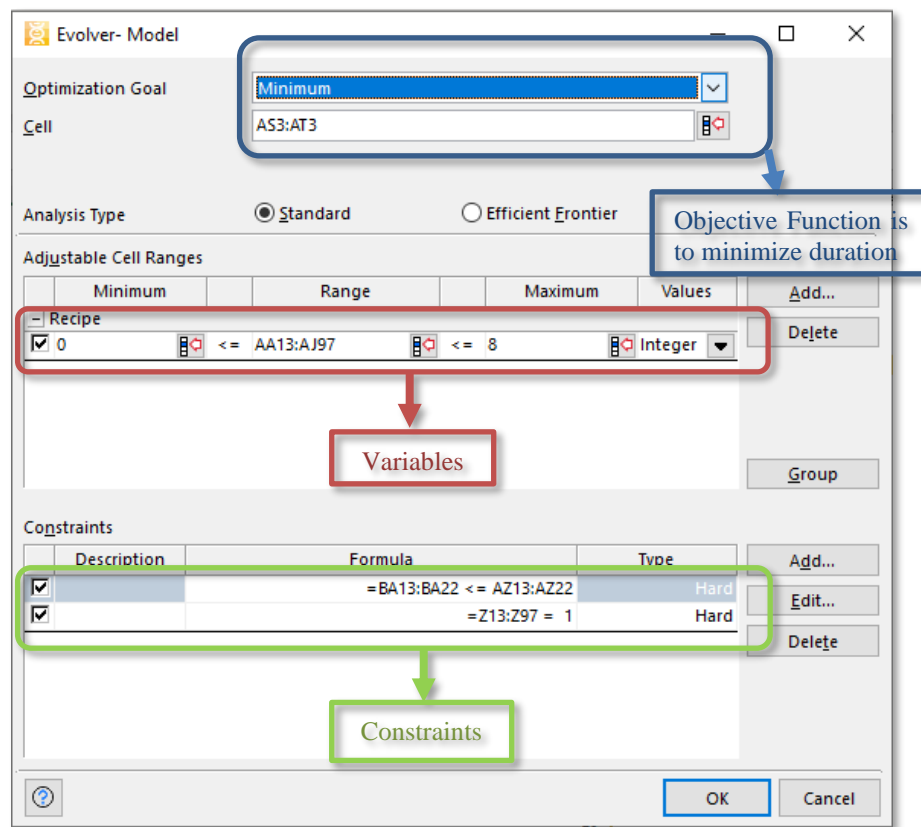 Evolver- Model
Optimization Goal
Minimum
Cell
AS3:AT3
Analysis Type
Standard
Efficient Frontier
Objective Function is
to minimize duration
Adjustable Cell Ranges
Minimum Range Maximum Values
Add...
Recipe
Delete
0 <= AA13:AJ97 <= 8 Integer
Variables
Group
Constraints
Description Formula Type
Add...
=BA13:BA22 <= AZ13:AZ22 Hard
Edit...
=Z13:Z97 = 1 Hard
Delete
Constraints
OK
Cancel